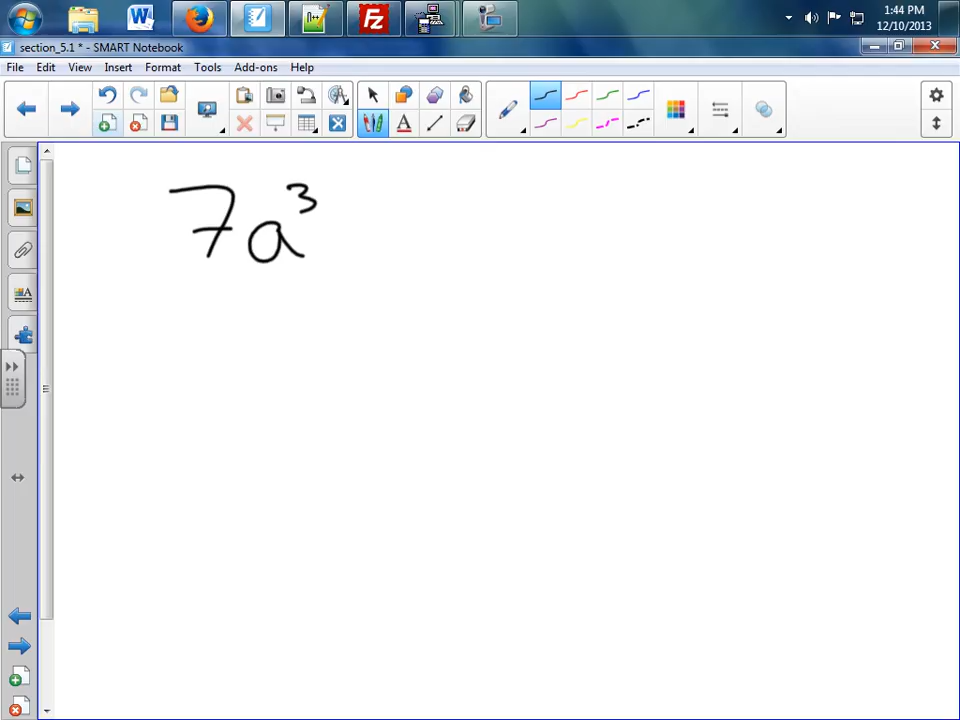 1:44 PM
12/10/2013
section_5.1 * - SMART Notebook
File Edit View Insert Format Tools Add-ons Help
7a³